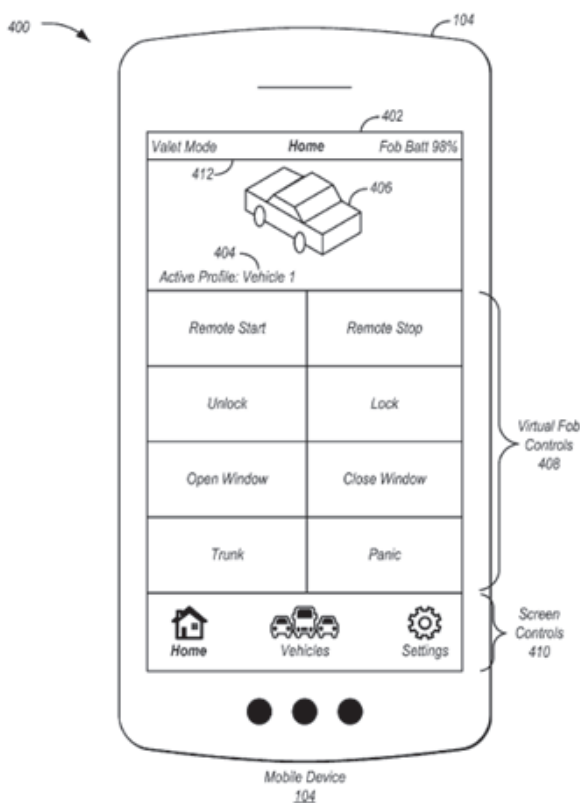 400
104
402
Valet Mode Home Fob Batt 98%
412
406
404
Active Profile: Vehicle 1
Remote Start Remote Stop
Unlock Lock
Virtual Fob
Controls
408
Open Window Close Window
Trunk Panic
Home Vehicles Settings
Screen
Controls
410
Mobile Device
104